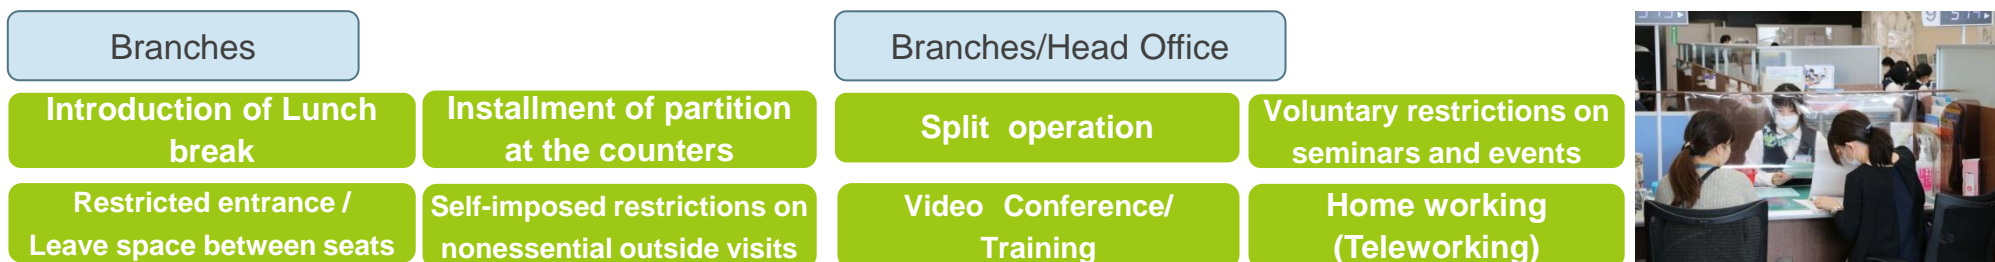 Branches
Introduction of Lunch
break
Installment of partition
at the counters
Restricted entrance /
Leave space between seats
Self-imposed restrictions on
nonessential outside visits
Branches/Head Office
Split operation
Voluntary restrictions on
seminars and events
Video Conference/
Training
Home working
(Teleworking)
9